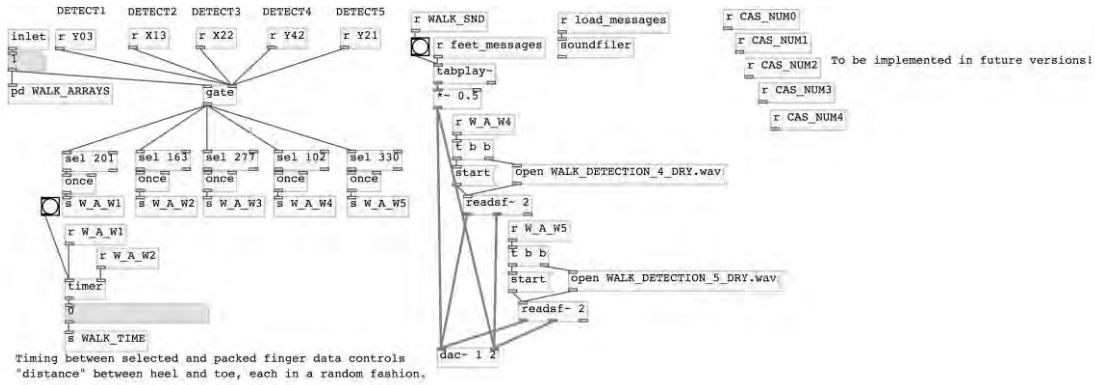 DETECT1 DETECT2 DETECT3 DETECT4 DETECT5
inlet
r Y03 r X13 r X22 r Y42 r Y21
1
pd WALK_ARRAYS
gate
sel 201 sel 163 sel 277 sel 102 sel 330
once once once once once
s W_A_W1 s W_A_W2 s W_A_W3 s W_A_W4 s W_A_W5
r W_A_W1
r W_A_W2
timer
0
s WALK_TIME
Timing between selected and packed finger data controls
"distance" between heel and toe, each in a random fashion.
r WALK_SND
r feet_messages
tabplay~
*~ 0.5
r W_A_W4
t b b
start open WALK_DETECTION_4_DRY.wav
readsf~ 2
r W_A_W5
t b b
start open WALK_DETECTION_5_DRY.wav
readsf~ 2
dac~ 1 2
r load_messages
soundfiler
r CAS_NUM0
r CAS_NUM1
r CAS_NUM2
r CAS_NUM3
r CAS_NUM4
To be implemented in future versions!